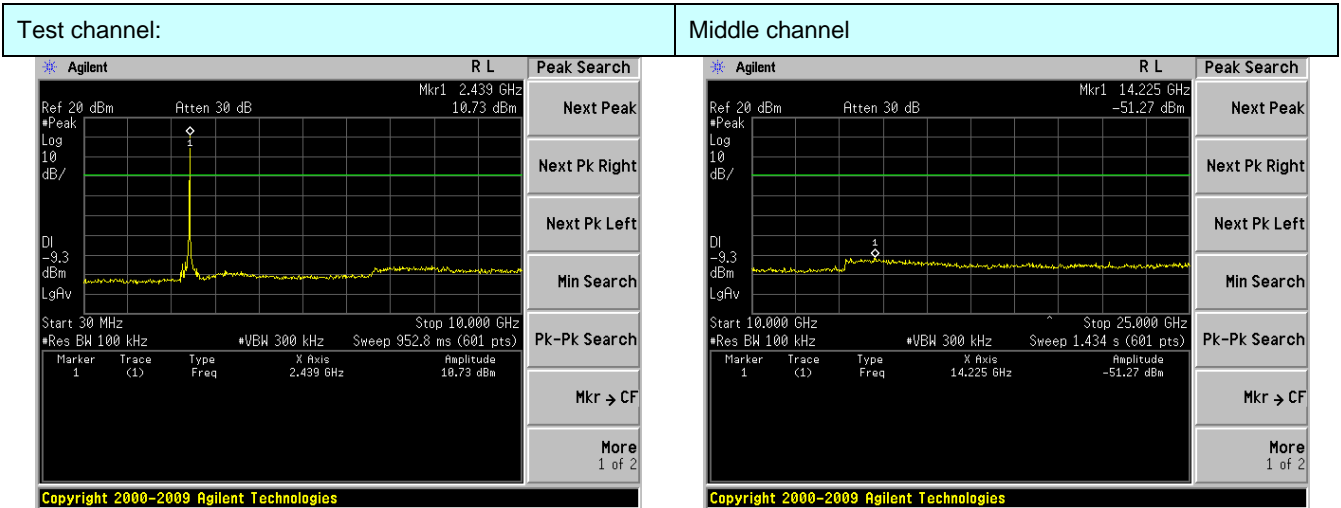 Test channel:
Middle channel
Agilent
R L
Peak Search
Mkr1 2.439 GHz
Ref 20 dBm
Atten 30 dB
10.73 dBm
#Peak
Log
10
dB/
1
DI
-9.3
dBm
LgAv
Start 30 MHz
Stop 10.000 GHz
#Res BW 100 kHz
#VBW 300 kHz
Sweep 952.8 ms (601 pts)
Marker Trace Type X Axis Amplitude
1 (1) Freq 2.439 GHz 10.73 dBm
Next Peak
Next Pk Right
Next Pk Left
Min Search
Pk-Pk Search
Mkr → CF
More
1 of 2
Copyright 2000-2009 Agilent Technologies
Agilent
R L
Peak Search
Mkr1 14.225 GHz
Ref 20 dBm
Atten 30 dB
-51.27 dBm
#Peak
Log
10
dB/
1
DI
-9.3
dBm
LgAv
Start 10.000 GHz
^
Stop 25.000 GHz
#Res BW 100 kHz
#VBW 300 kHz
Sweep 1.434 s (601 pts)
Marker Trace Type X Axis Amplitude
1 (1) Freq 14.225 GHz -51.27 dBm
Next Peak
Next Pk Right
Next Pk Left
Min Search
Pk-Pk Search
Mkr → CF
More
1 of 2
Copyright 2000-2009 Agilent Technologies